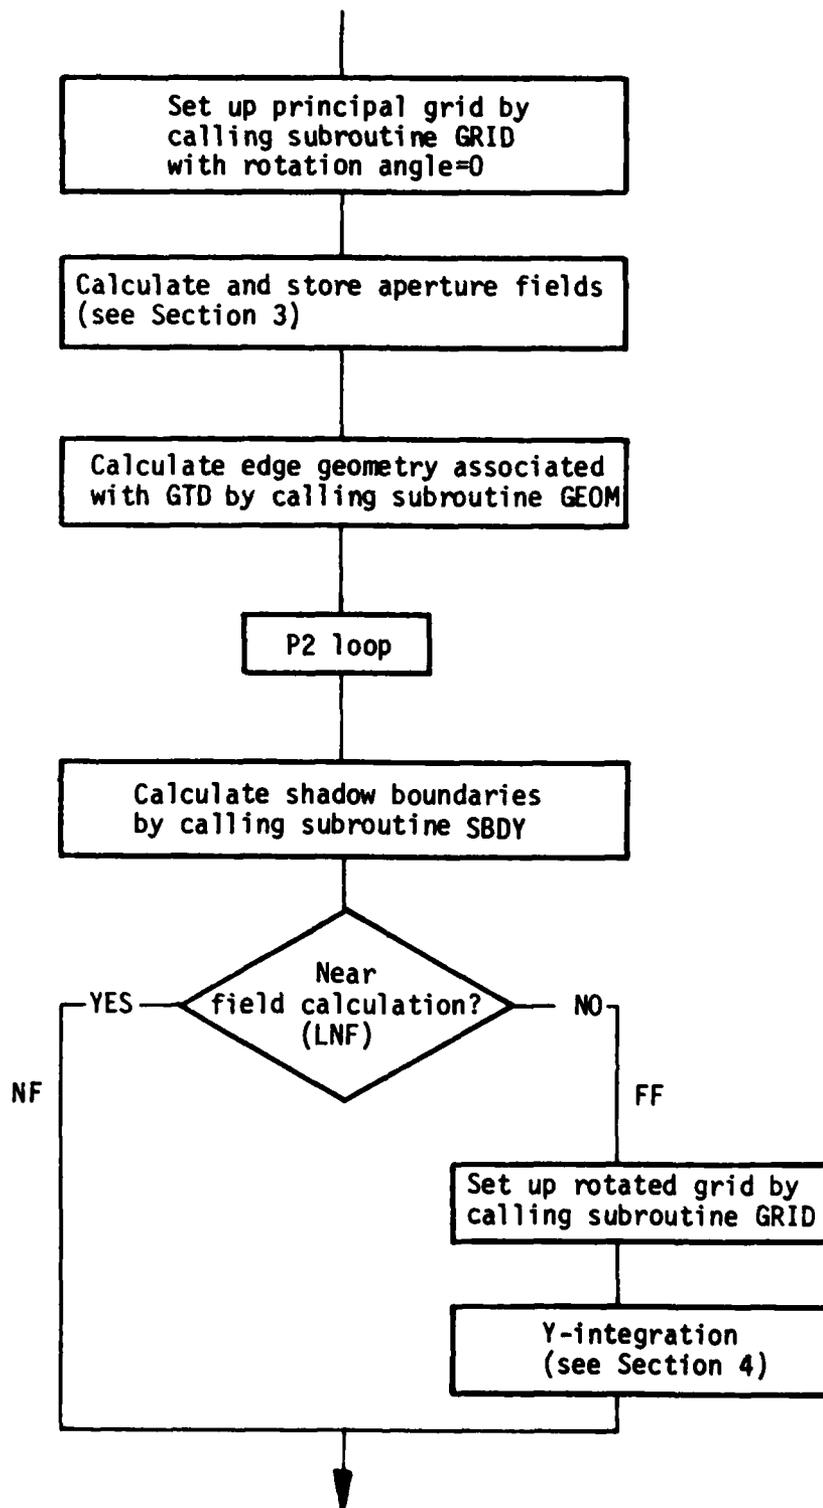 Set up principal grid by
calling subroutine GRID
with rotation angle=0
Calculate and store aperture fields
(see Section 3)
Calculate edge geometry associated
with GTD by calling subroutine GEOM
P2 loop
Calculate shadow boundaries
by calling subroutine SBDY
Near
field calculation?
(LNF)
YES
NO
NF
FF
Set up rotated grid by
calling subroutine GRID
Y-integration
(see Section 4)